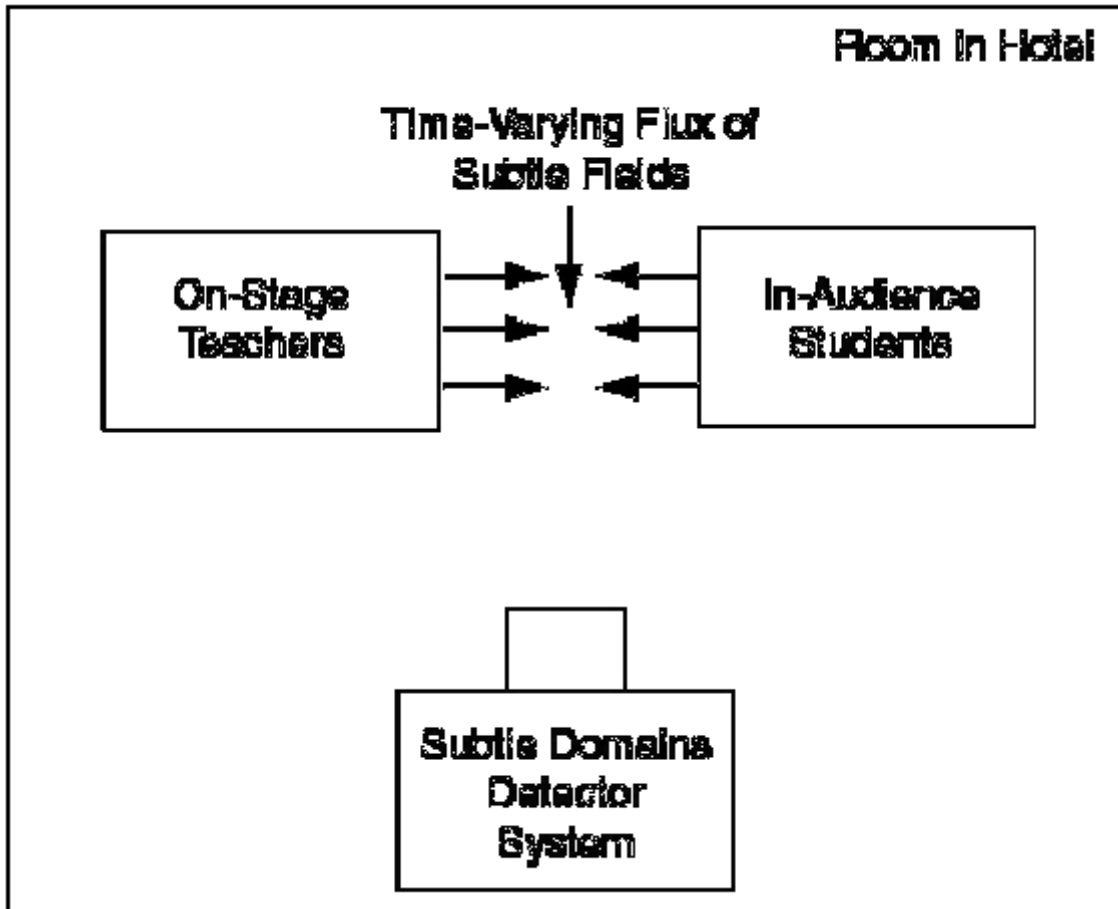 Room in Hotel
Time-Varying Flux of
Subtle Fields
On-Stage
Teachers
In-Audience
Students
Subtle Domains
Detector
System